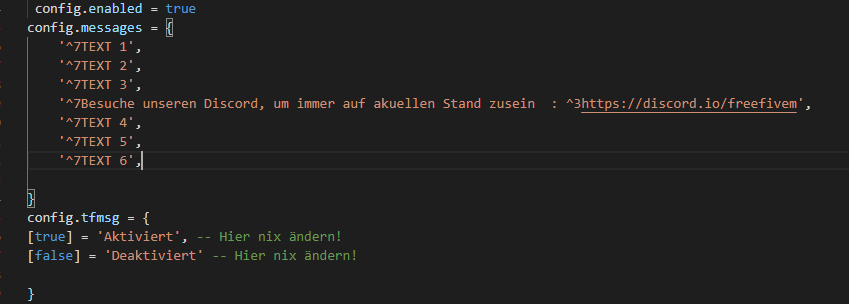 config.enabled = true
config.messages = {
'^7TEXT 1',
'^7TEXT 2',
'^7TEXT 3',
'^7Besuche unseren Discord, um immer auf akuellen Stand zusein  : ^3https://discord.io/freefivem',
'^7TEXT 4',
'^7TEXT 5',
'^7TEXT 6',
}
config.tfmsg = {
[true] = 'Aktiviert', -- Hier nix ändern!
[false] = 'Deaktiviert' -- Hier nix ändern!
}